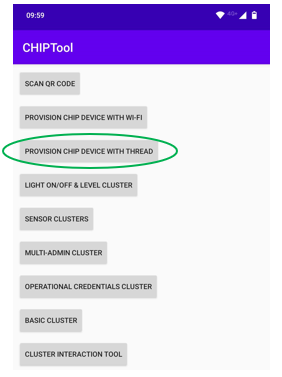 09:59
4G+
CHIPTool
SCAN QR CODE
PROVISION CHIP DEVICE WITH WI-FI
PROVISION CHIP DEVICE WITH THREAD
LIGHT ON/OFF & LEVEL CLUSTER
SENSOR CLUSTERS
MULTI-ADMIN CLUSTER
OPERATIONAL CREDENTIALS CLUSTER
BASIC CLUSTER
CLUSTER INTERACTION TOOL